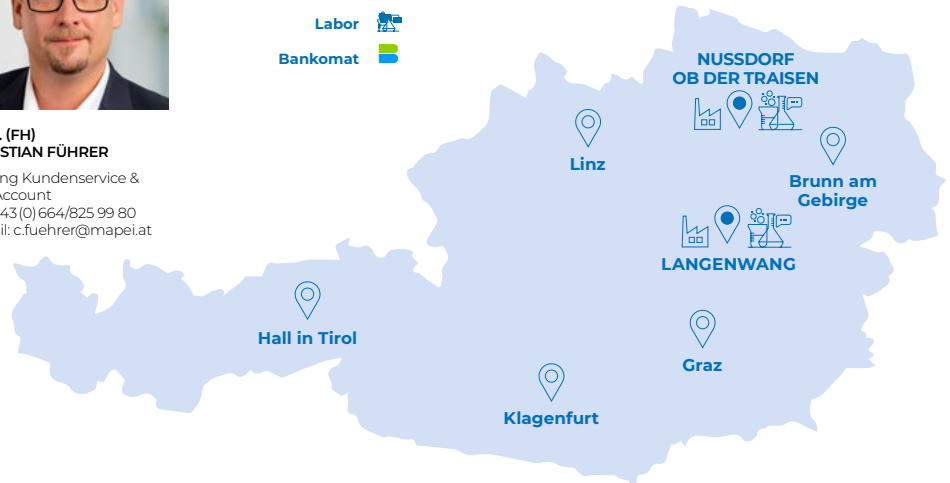 Labor
Bankomat
. (FH)
STIAN FÜHRER
ng Kundenservice &
Account
43 (0) 664/825 99 80
il: c.fuehrer@mapei.at
NUSSDORF
OB DER TRAISEN
Linz
Brunn am
Gebirge
LANGENWANG
Hall in Tirol
Graz
Klagenfurt